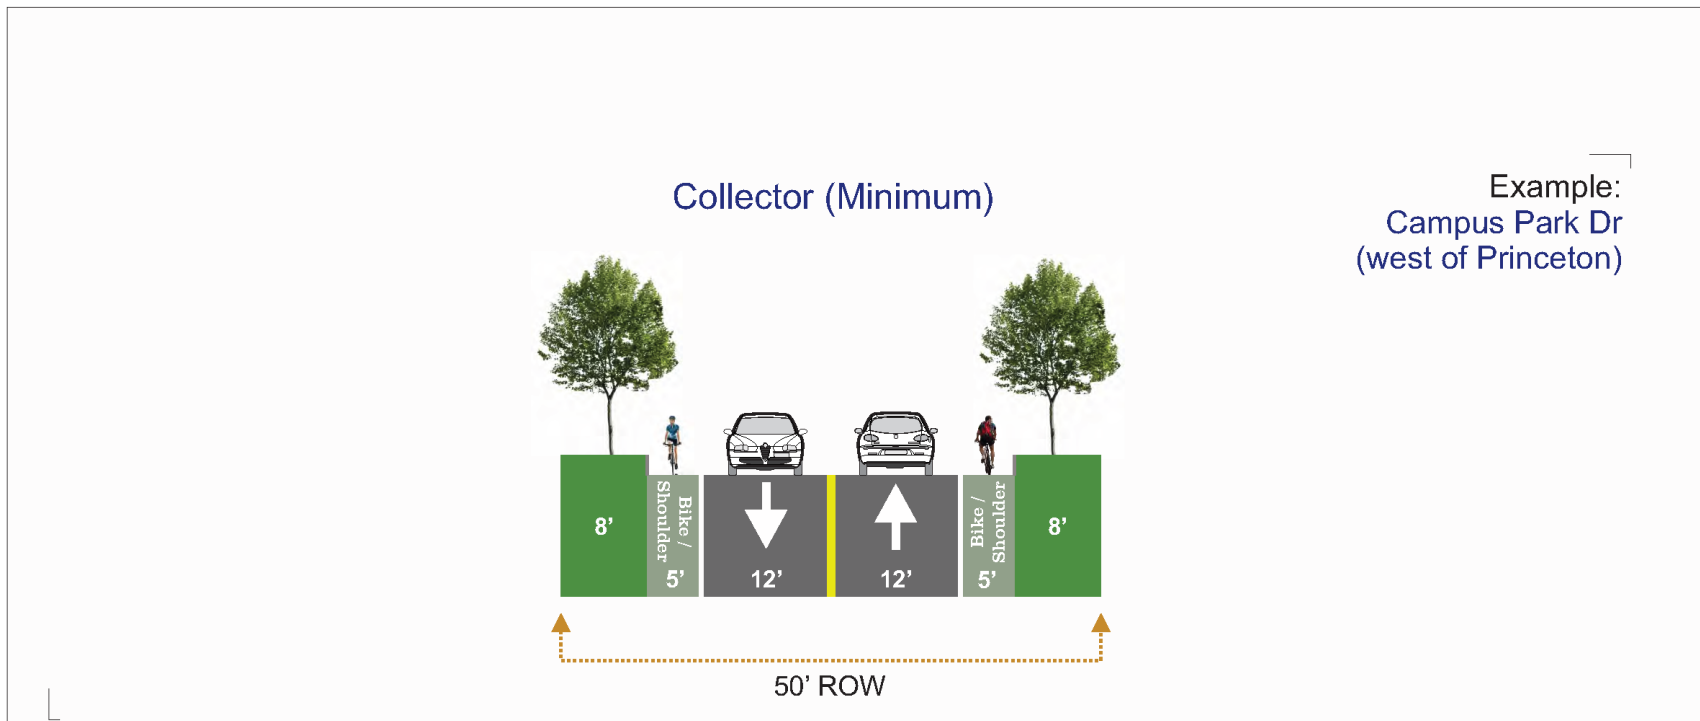 Collector (Minimum)
Example:
Campus Park Dr
(west of Princeton)
8’
Bike /
Shoulder
5’
12’
12’
Bike /
Shoulder
5’
8’
50’ ROW